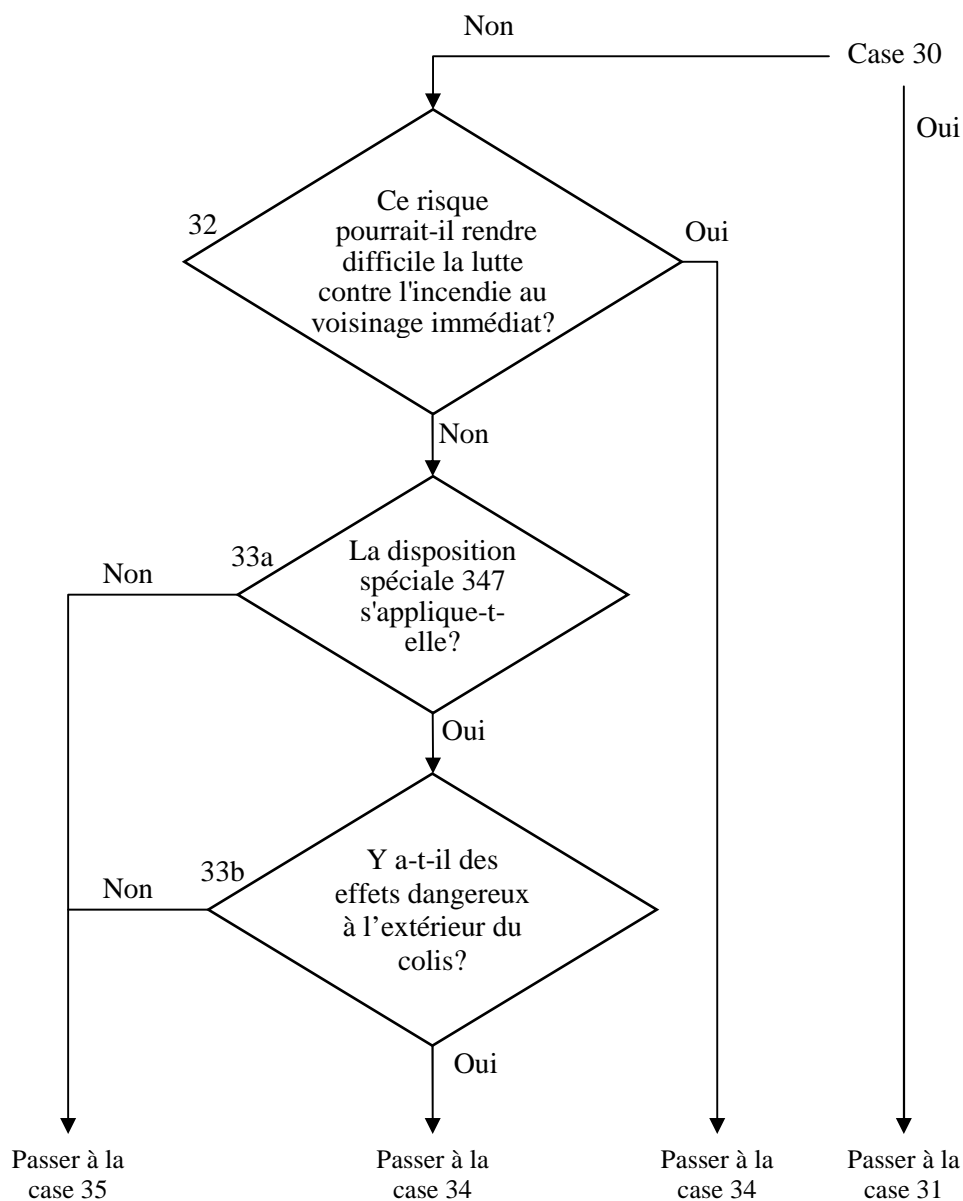 Non
Case 30
Oui
32
Ce risque
pourrait-il rendre
difficile la lutte
contre l'incendie au
voisinage immédiat?
Oui
Non
33a
La disposition
spéciale 347
s'applique-t-
elle?
Non
Oui
33b
Y a-t-il des
effets dangereux
à l’extérieur du
colis?
Non
Oui
Passer à la
case 35
Passer à la
case 34
Passer à la
case 34
Passer à la
case 31